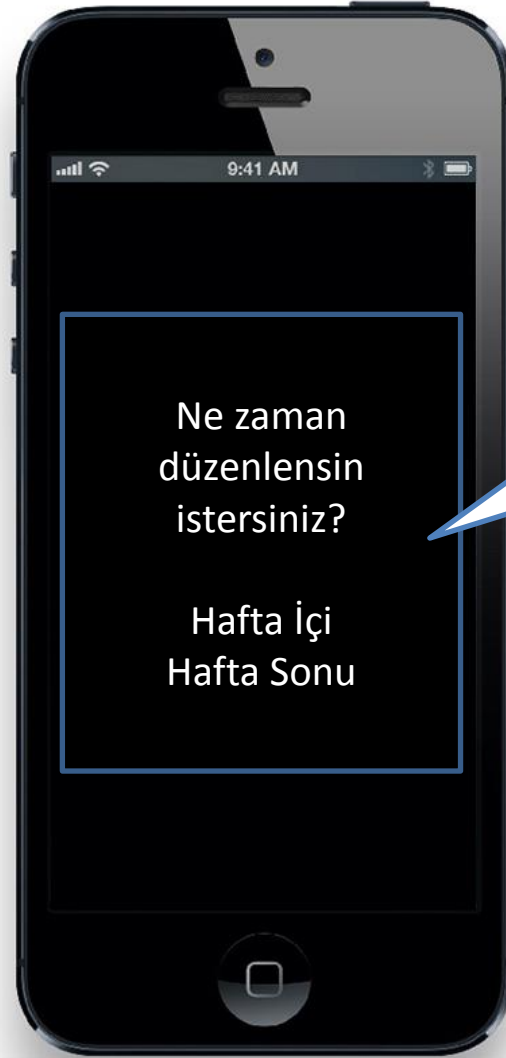 9:41 AM
Ne zaman
düzenlensin
istersiniz?
Hafta İçi
Hafta Sonu